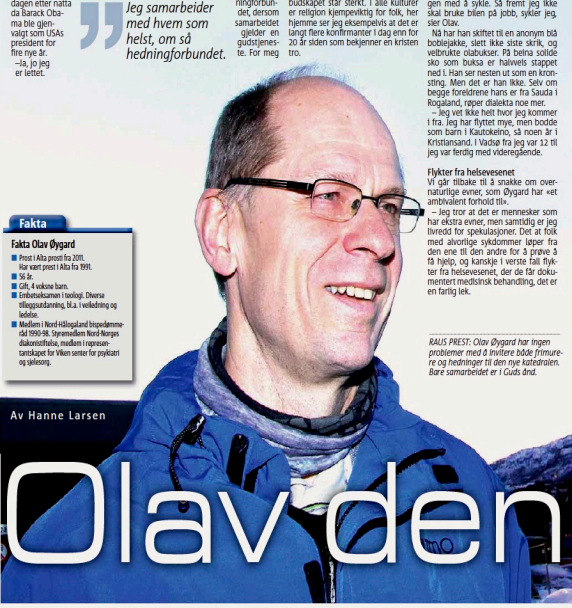 dagen etter natta
da Barack Oba-
ma ble gjen-
valgt som USAs
president for
fire nye år.
–Ja, jo jeg
er lettet.
Jeg samarbeider
med hvem som
helst, om så
hedningforbundet.
ningforbun-
det, dersom
samarbeidet
gjelder en
gudstjenes-
te. For meg
budskapet står sterkt. I alle kulturer
er religion kjempeviktig for folk, her
hjemme ser jeg eksempelvis at det er
langt flere konfirmanter i dag enn for
20 år siden som bekjenner en kristen
tro.
gen med å sykle. Så fremt jeg ikke
skal bruke bilen på jobb, sykler jeg,
sier Olav.
Nå har han skiftet til en anonym blå
boblejakke, slett ikke siste skrik, og
velbrukte olabukser. På beina solide
sko som buksa er halvveis stappet
ned i. Han ser nesten ut som en kron-
sting. Men det er han ikke. Selv om
begge foreldrene hans er fra Sauda i
Rogaland, røper dialekta noe mer.
– Jeg vet ikke helt hvor jeg kommer
i fra. Jeg har flyttet mye, men bodde
som barn i Kautokeino, så noen år i
Kristiansand. I Vadsø fra jeg var 12 til
jeg var ferdig med videregående.
Flykter fra helsevesenet
Vi går tilbake til å snakke om over-
naturlige evner, som Øygard har «et
ambivalent forhold til».
– Jeg tror at det er mennesker som
har ekstra evner, men samtidig er jeg
livredd for spekulasjoner. Det at folk
med alvorlige sykdommer løper fra
den ene til den andre for å prøve å
få hjelp, og kanskje i verste fall flyk-
ter fra helsevesenet, der de får doku-
mentert medisinsk behandling, det er
en farlig lek.
Fakta
Fakta Olav Øygard
Prost i Alta prosti fra 2011.
Har vært prest i Alta fra 1991.
56 år.
Gift, 4 voksne barn.
Embetseksamen i teologi. Diverse
tilleggsutdanning, bl.a. i veiledning og
ledelse.
Medlem i Nord-Hålogaland bispedømme-
råd 1990-98. Styremedlem Nord-Norges
diakonistiftelse, medlem i represen-
tantskapet for Viken senter for psykiatri
og sjelesorg.
RAUS PREST: Olav Øygard har ingen
problemer med å invitere både frimure-
re og hedninger til den nye katedralen.
Bare samarbeidet er i Guds ånd.
Av Hanne Larsen
Olav den